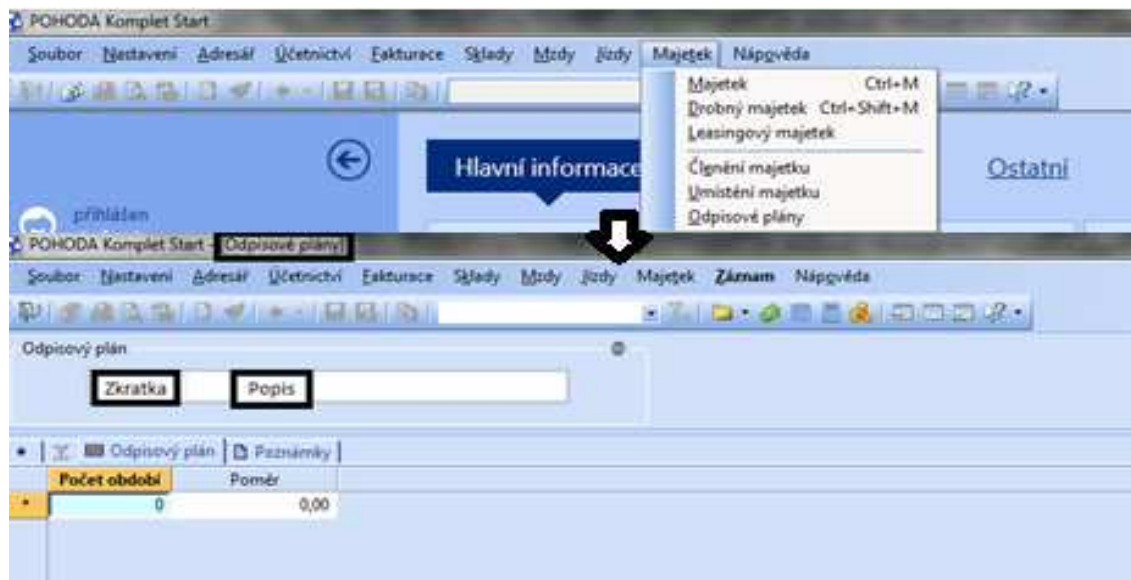 POHODA Komplet Start
Soubor Nastavení Adresář Účetnictví Fakturace Sklady Mzdy Jízdy Majetek Nápověda
Majetek Ctrl+M
Drobný majetek Ctrl+Shift+M
Leasingový majetek
Členění majetku
Umístění majetku
Odpisové plány
Hlavní informace
Ostatní
přihlášen
POHODA Komplet Start - [Odpisové plány]
Soubor Nastavení Adresář Účetnictví Fakturace Sklady Mzdy Jízdy Majetek Záznam Nápověda
Odpisový plán
Zkratka Popis
Odpisový plán Poznámky
Počet období Poměr
* 0 0,00